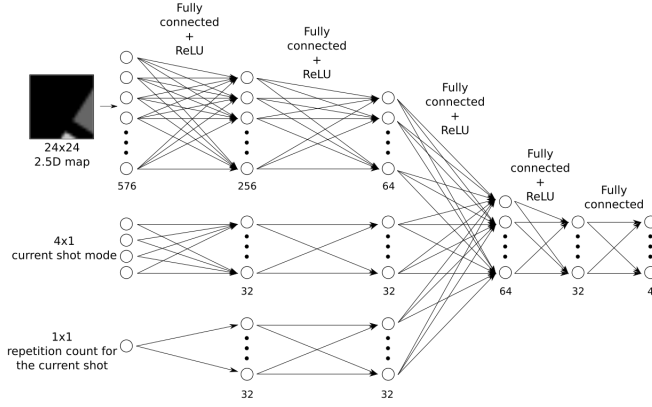 Fully
connected
+
ReLU
Fully
connected
+
ReLU
Fully
connected
+
ReLU
Fully
connected
+
ReLU
Fully
connected
24x24
2.5D map
576
256
64
4x1
current shot mode
32
32
64
32
4
1x1
repetition count for
the current shot
32
32